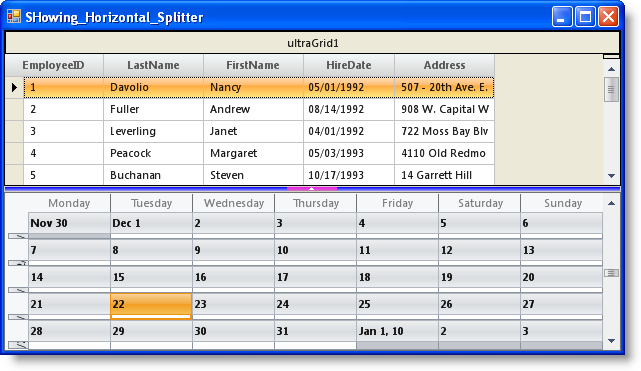 SHowing_Horizontal_Splitter
ultraGrid1
EmployeeID LastName FirstName HireDate Address
1 Davolio Nancy 05/01/1992 507 - 20th Ave. E.
2 Fuller Andrew 08/14/1992 908 W. Capital W
3 Leverling Janet 04/01/1992 722 Moss Bay Blv
4 Peacock Margaret 05/03/1993 4110 Old Redmo
5 Buchanan Steven 10/17/1993 14 Garrett Hill
Monday Tuesday Wednesday Thursday Friday Saturday Sunday
Nov 30 Dec 1 2 3 4 5 6
7 8 9 10 11 12 13
14 15 16 17 18 19 20
21 22 23 24 25 26 27
28 29 30 31 Jan 1, 10 2 3